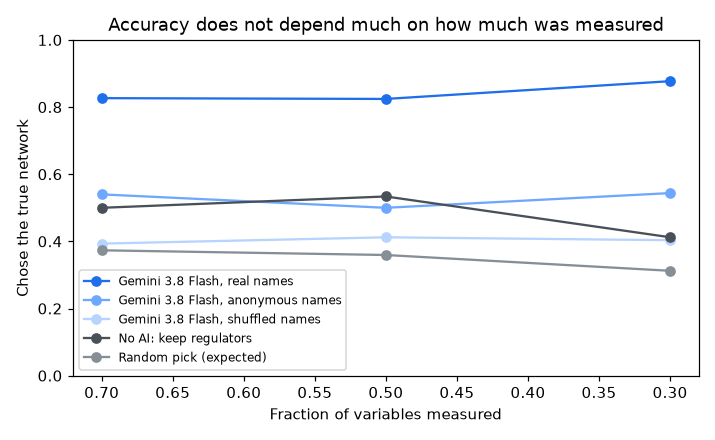 Accuracy does not depend much on how much was measured
Chose the true network
1.0
0.8
0.6
0.4
0.2
0.0
Gemini 3.8 Flash, real names
Gemini 3.8 Flash, anonymous names
Gemini 3.8 Flash, shuffled names
No AI: keep regulators
Random pick (expected)
0.70 0.65 0.60 0.55 0.50 0.45 0.40 0.35 0.30
Fraction of variables measured